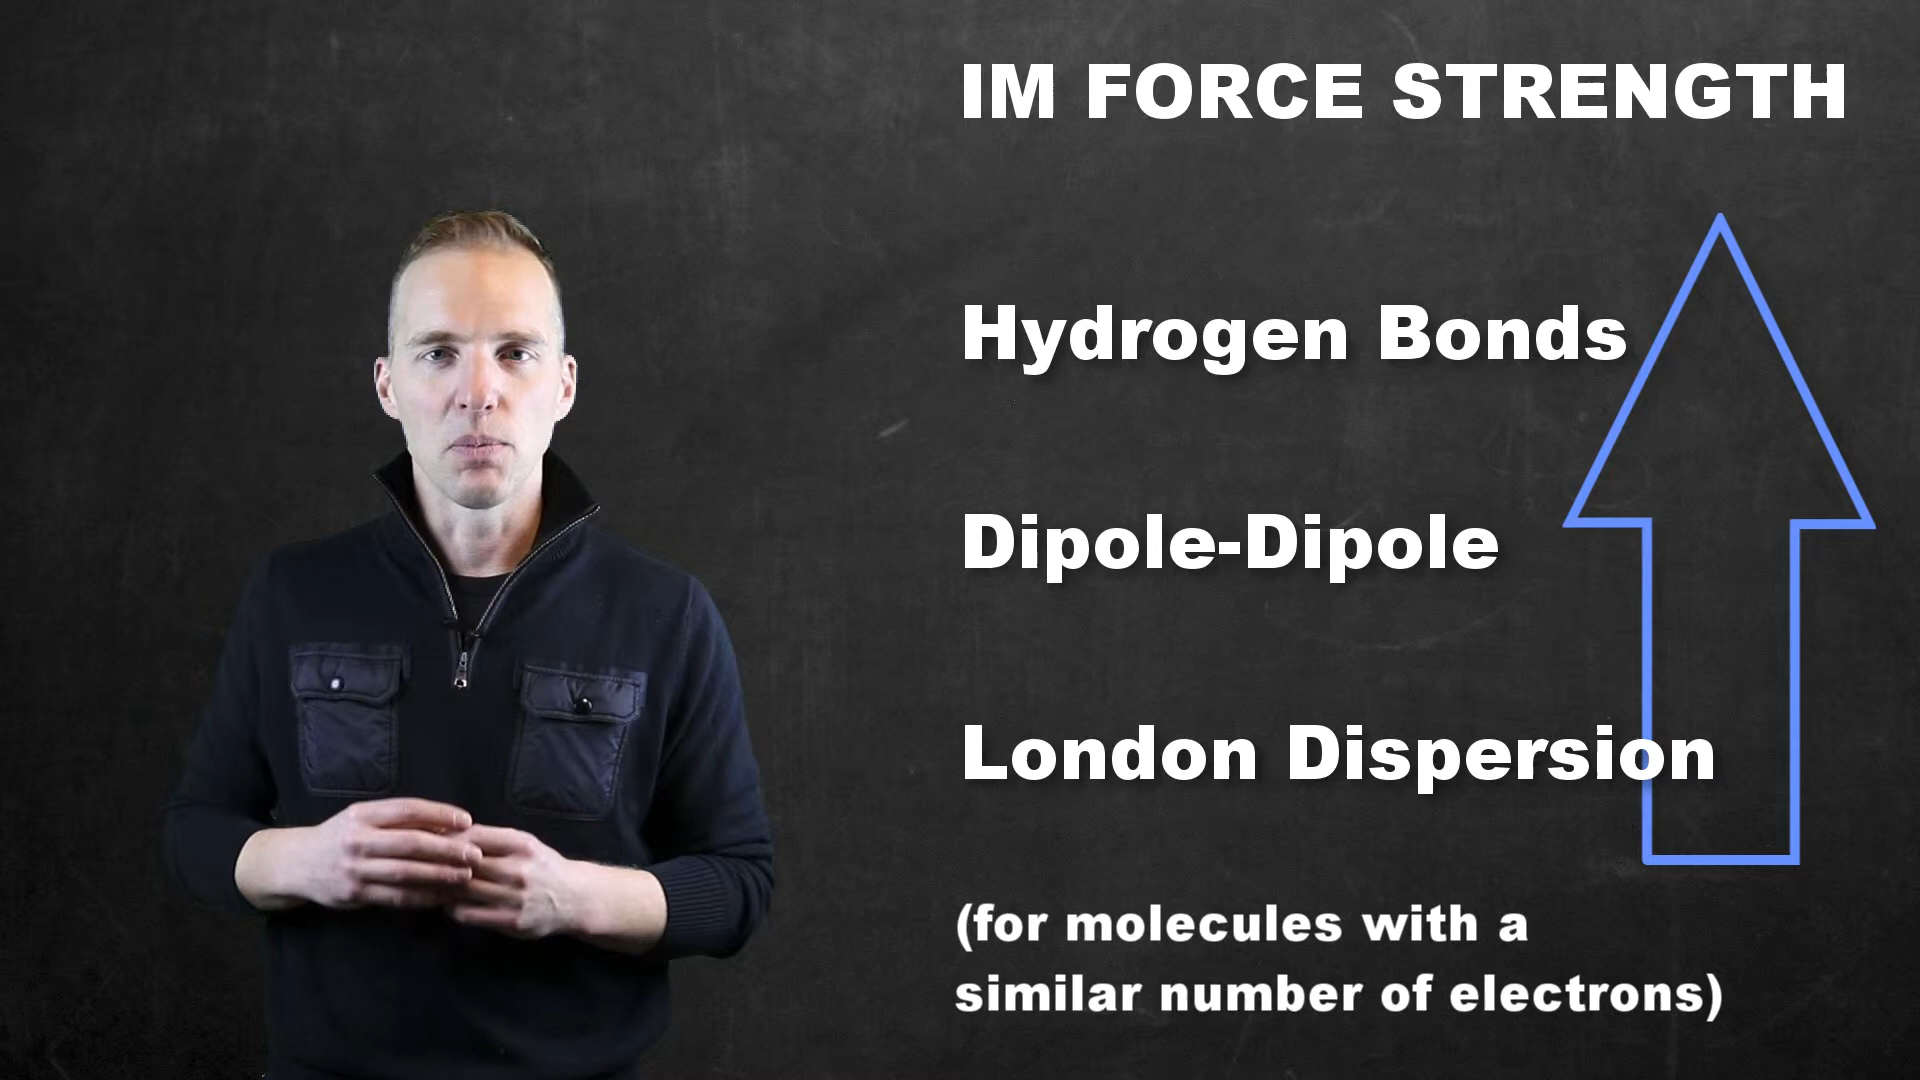 IM FORCE STRENGTH
Hydrogen Bonds
Dipole-Dipole
London Dispersion
(for molecules with a
similar number of electrons)